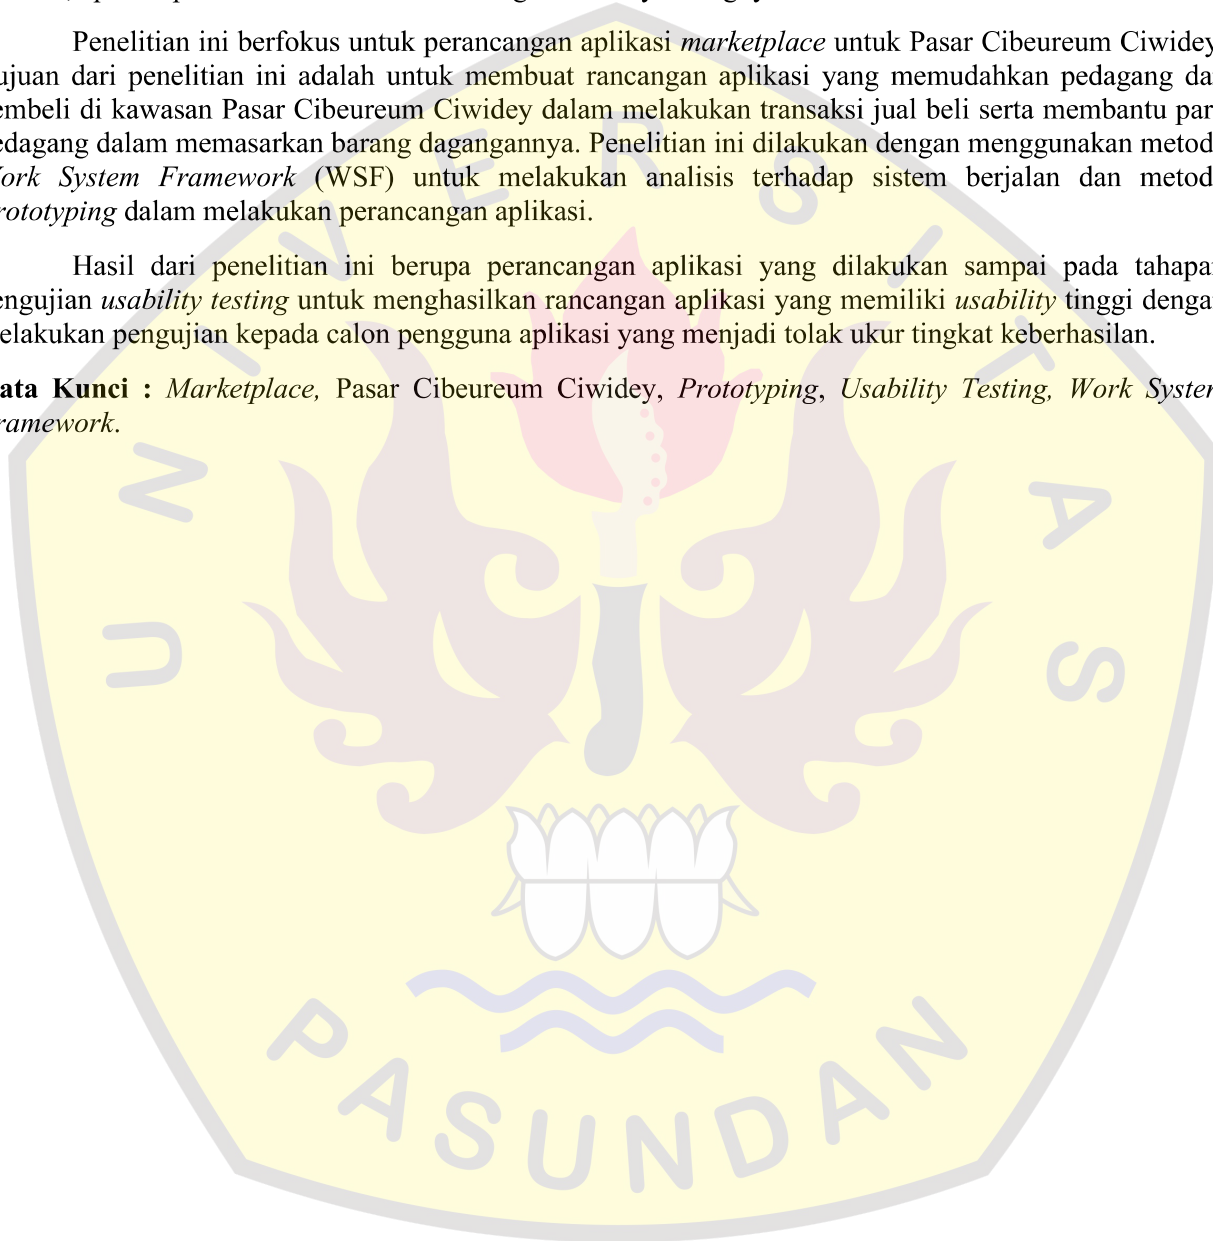 Penelitian ini berfokus untuk perancangan aplikasi marketplace untuk Pasar Cibeureum Ciwidey
ujuan dari penelitian ini adalah untuk membuat rancangan aplikasi yang memudahkan pedagang da
embeli di kawasan Pasar Cibeureum Ciwidey dalam melakukan transaksi jual beli serta membantu par
edagang dalam memasarkan barang dagangannya. Penelitian ini dilakukan dengan menggunakan metod
ork System Framework (WSF) untuk melakukan analisis terhadap sistem berjalan dan metod
rototyping dalam melakukan perancangan aplikasi.
Hasil dari penelitian ini berupa perancangan aplikasi yang dilakukan sampai pada tahapa
engujian usability testing untuk menghasilkan rancangan aplikasi yang memiliki usability tinggi denga
elakukan pengujian kepada calon pengguna aplikasi yang menjadi tolak ukur tingkat keberhasilan.
ata Kunci : Marketplace, Pasar Cibeureum Ciwidey, Prototyping, Usability Testing, Work System
ramework.
UNIVERSITAS
PASUNDAN